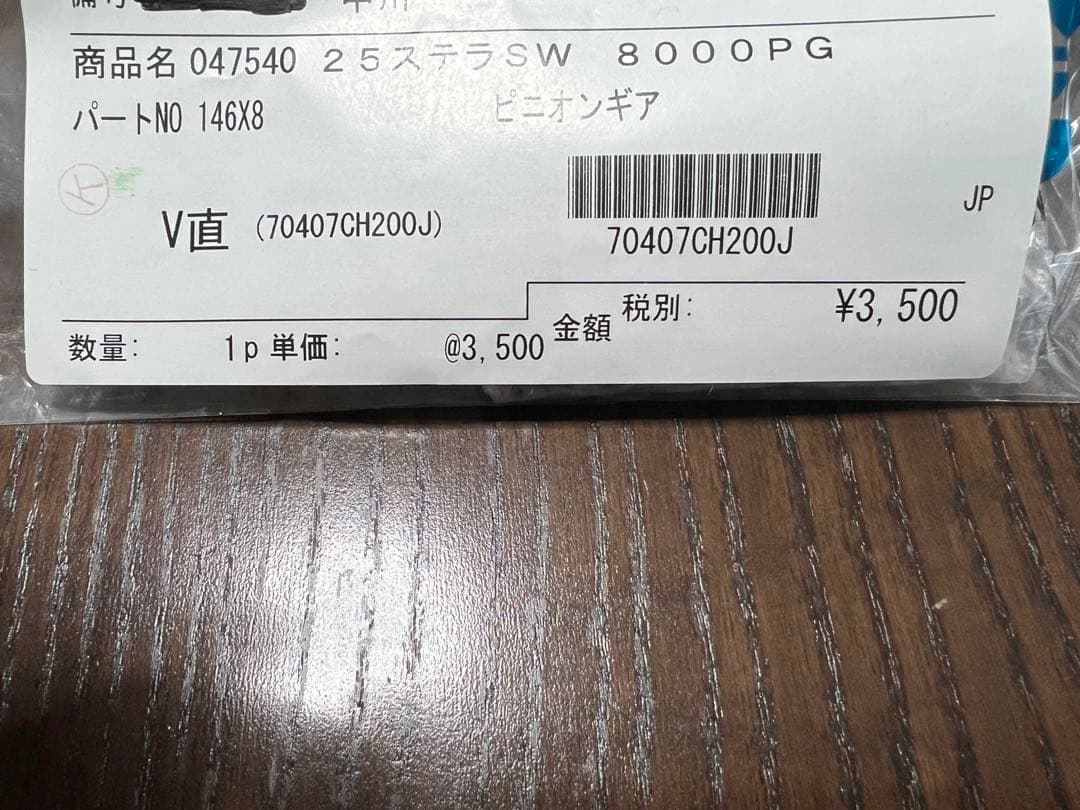 商品名 047540 25ステラSW 8000PG
パートNO 146X8 ピニオンギア
V直 (70407CH200J)
70407CH200J
JP
数量: 1p 単価: @3,500 金額 税別: ¥3,500